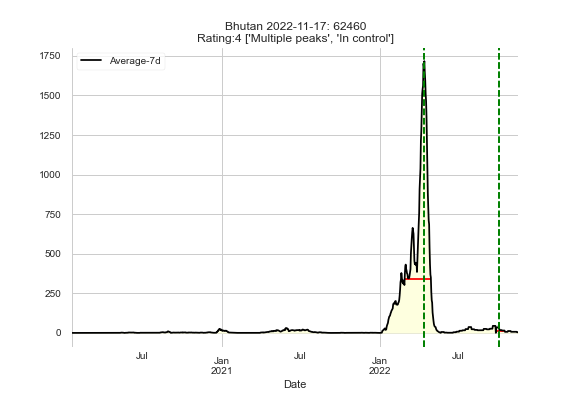 Bhutan 2022-11-17: 62460
Rating:4 ['Multiple peaks', 'In control']
Average-7d
1750
1500
1250
1000
750
500
250
0
Jul
Jan
2021
Jul
Jan
2022
Jul
Date